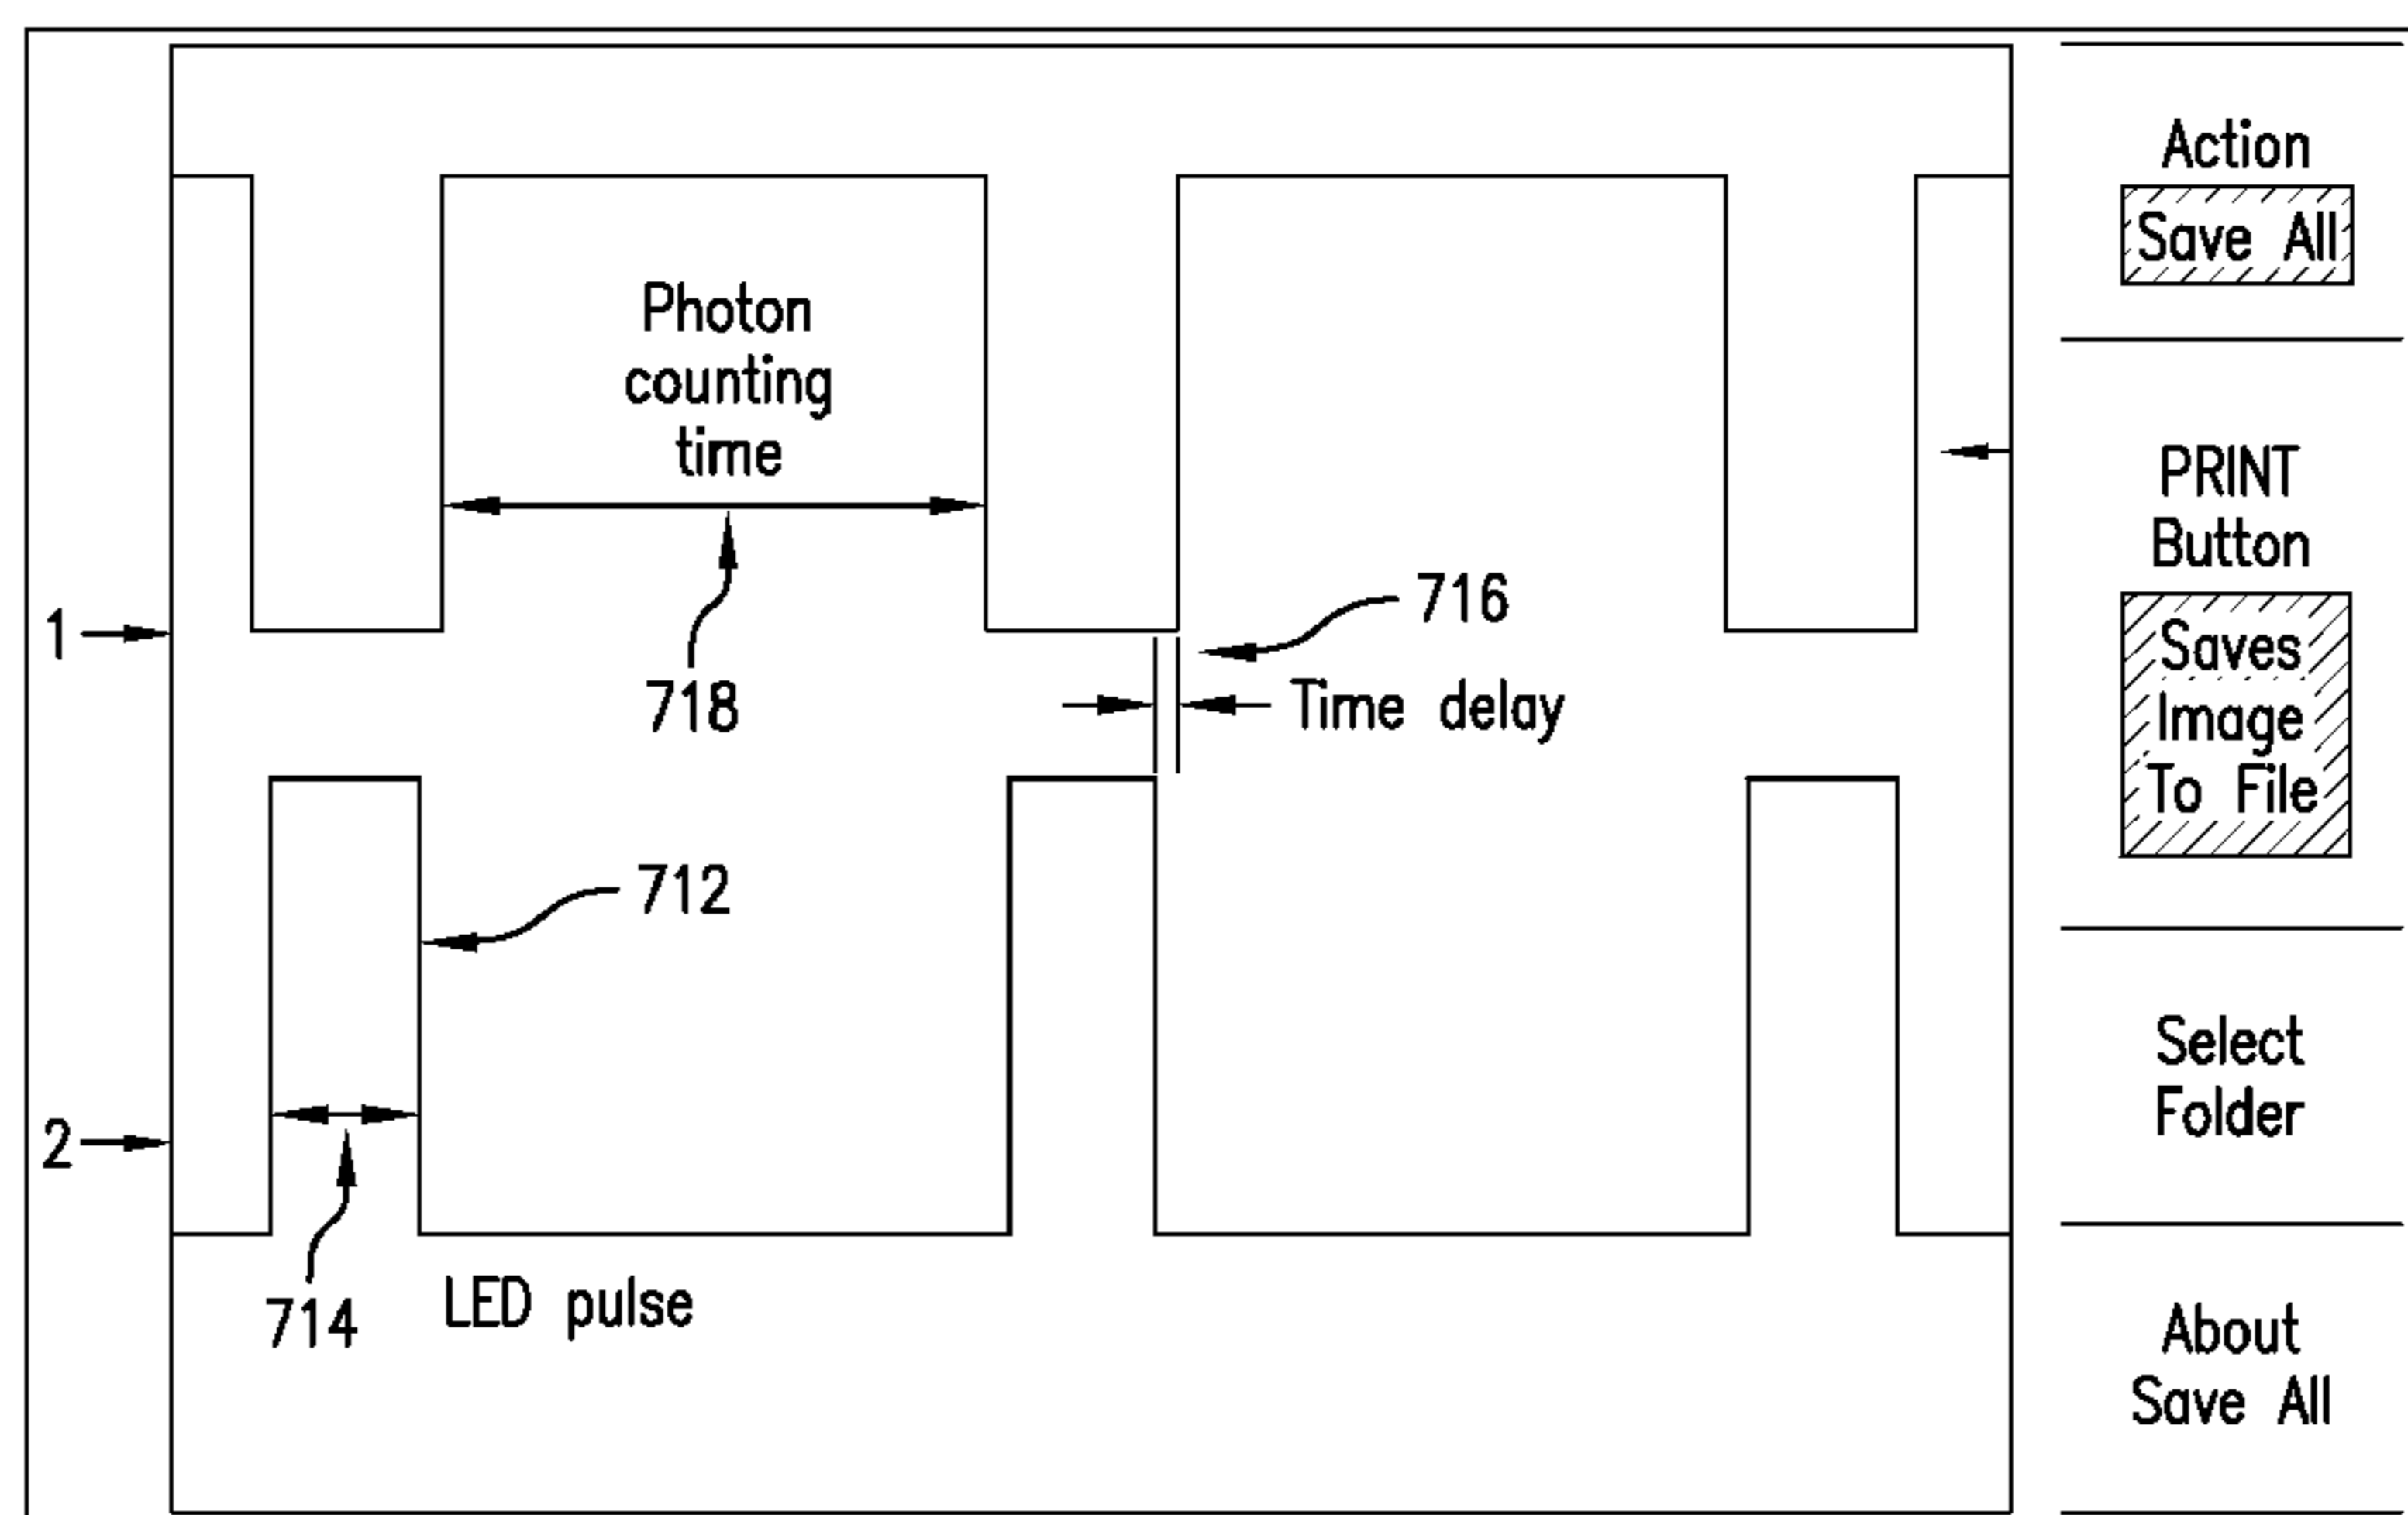 Photon
counting
time
1
718
716
Time delay
712
2
714
LED pulse
Action
Save All
PRINT
Button
Saves
Image
To File
Select
Folder
About
Save All